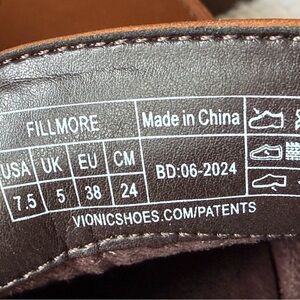 FILLMORE
Made in China
USA UK EU CM
7.5 5 38 24
BD:06-2024
VIONICSHOES.COM/PATENTS